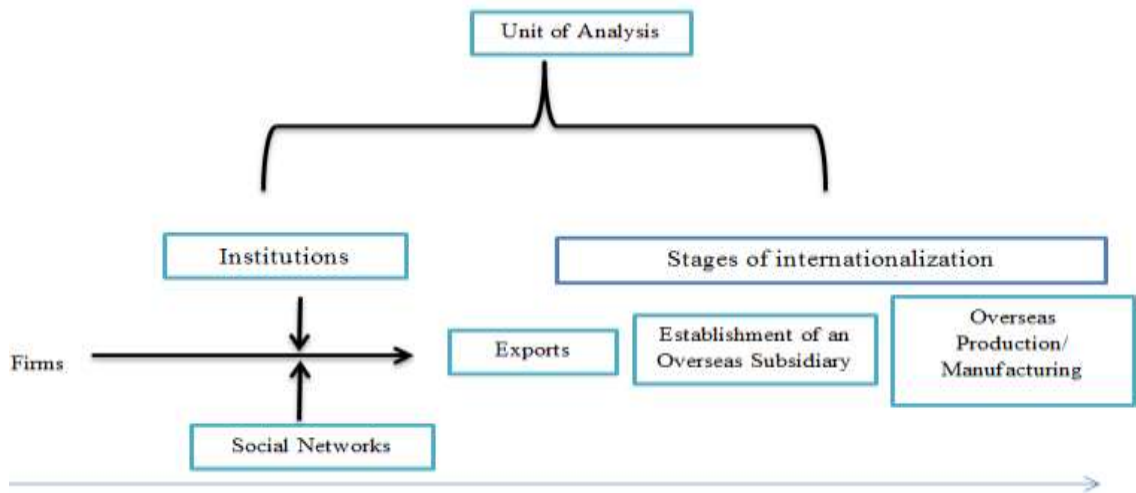 Unit of Analysis
Institutions
Stages of internationalization
Firms
Exports
Establishment of an
Overseas Subsidiary
Overseas
Production/
Manufacturing
Social Networks